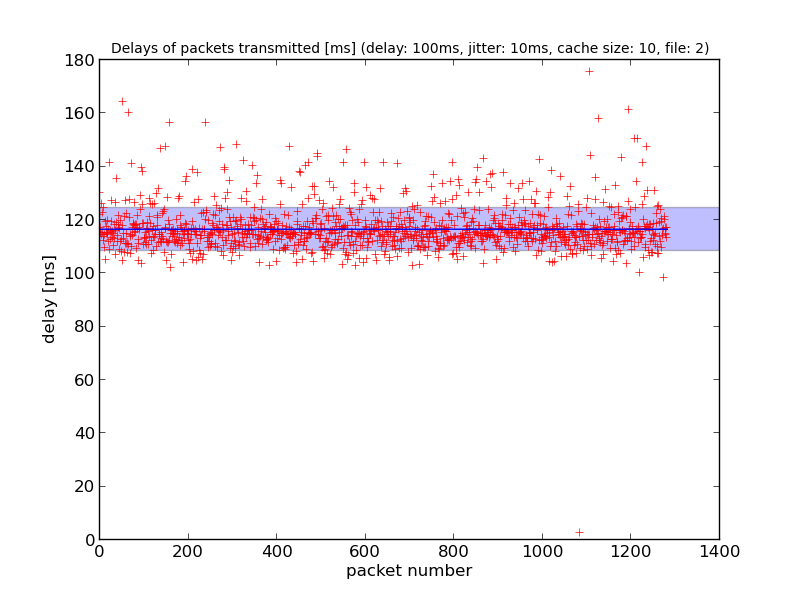 Delays of packets transmitted [ms] (delay: 100ms, jitter: 10ms, cache size: 10, file: 2)
180
160
140
120
100
80
60
40
20
0
delay [ms]
0 200 400 600 800 1000 1200 1400
packet number